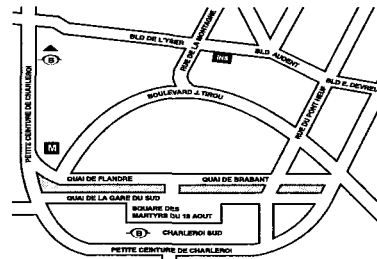 BLD DE L'YSER
RUE DE LA MONTAGNE
INS
BLD AUDENT
BLD E. DEVREU
B
PETITE CEINTURE DE CHARLEROI
BOULEVARD J. TIROU
RUE DU PONT NEUF
M
QUAI DE FLANDRE
QUAI DE BRABANT
QUAI DE LA GARE DU SUD
SQUARE DES
MARTYRS DU 18 AOUT
B
CHARLEROI SUD
PETITE CEINTURE DE CHARLEROI